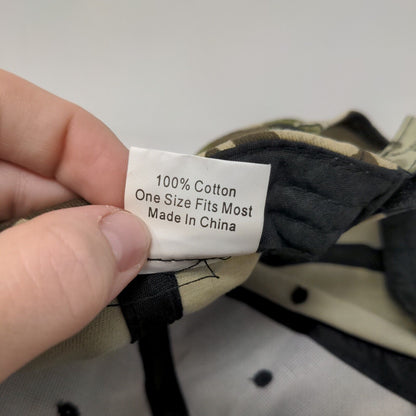 100% Cotton
One Size Fits Most
Made In China